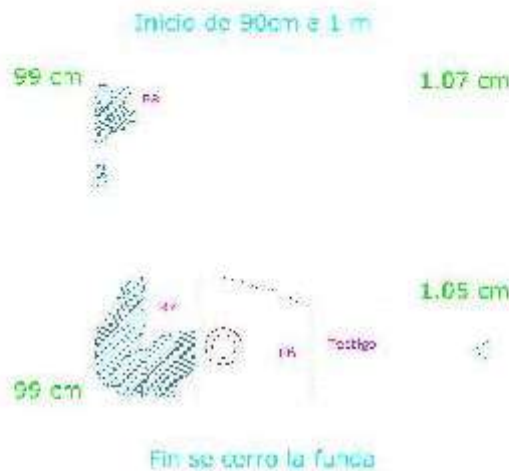 Inicio de 90cm a 1 m
99 cm
1.07 cm
1.05 cm
Testigo
99 cm
Fin se cerro la funda